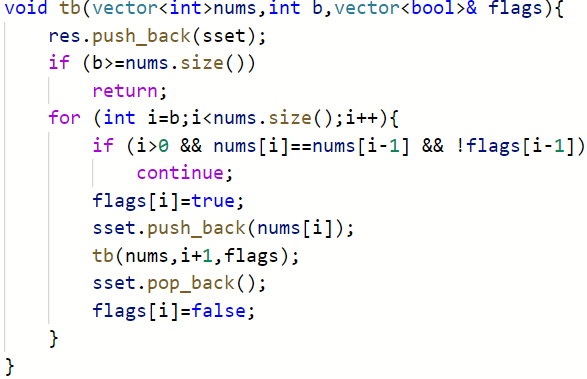 void tb(vector<int>nums,int b,vector<bool>& flags){
    res.push_back(sset);
    if (b>=nums.size())
        return;
    for (int i=b;i<nums.size();i++){
        if (i>0 && nums[i]==nums[i-1] && !flags[i-1])
            continue;
        flags[i]=true;
        sset.push_back(nums[i]);
        tb(nums,i+1,flags);
        sset.pop_back();
        flags[i]=false;
    }
}